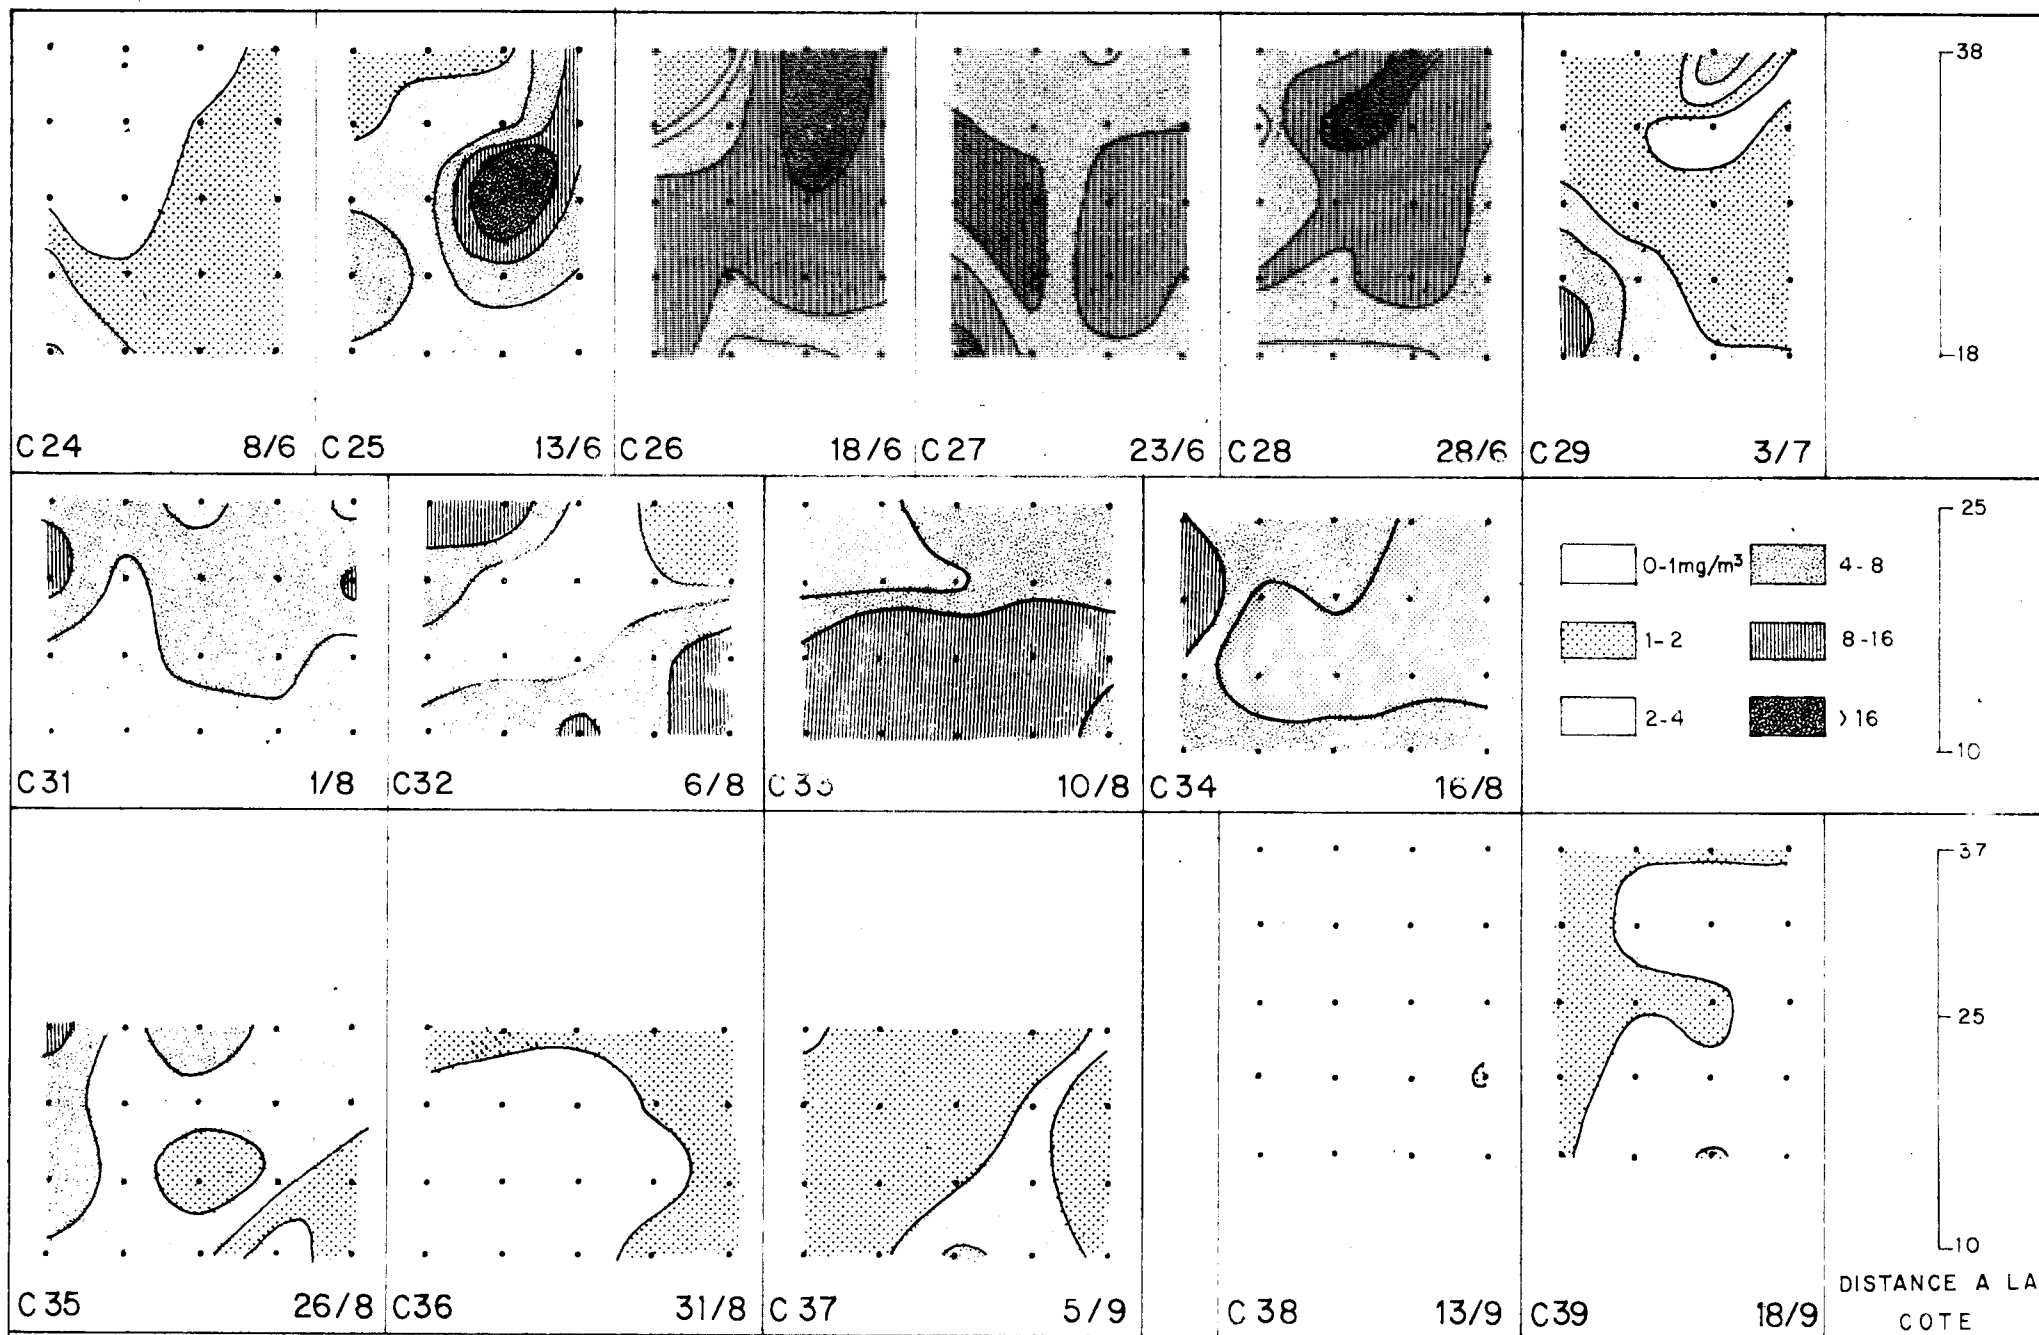 38
18
C24 8/6 C25 13/6 C26 18/6 C27 23/6 C28 28/6 C29 3/7
25
0-1mg/m³ 4-8
1-2 8-16
2-4 >16
10
C31 1/8 C32 6/8 C33 10/8 C34 16/8
37
25
10
C35 26/8 C36 31/8 C37 5/9 C38 13/9 C39 18/9
DISTANCE A LA
COTE